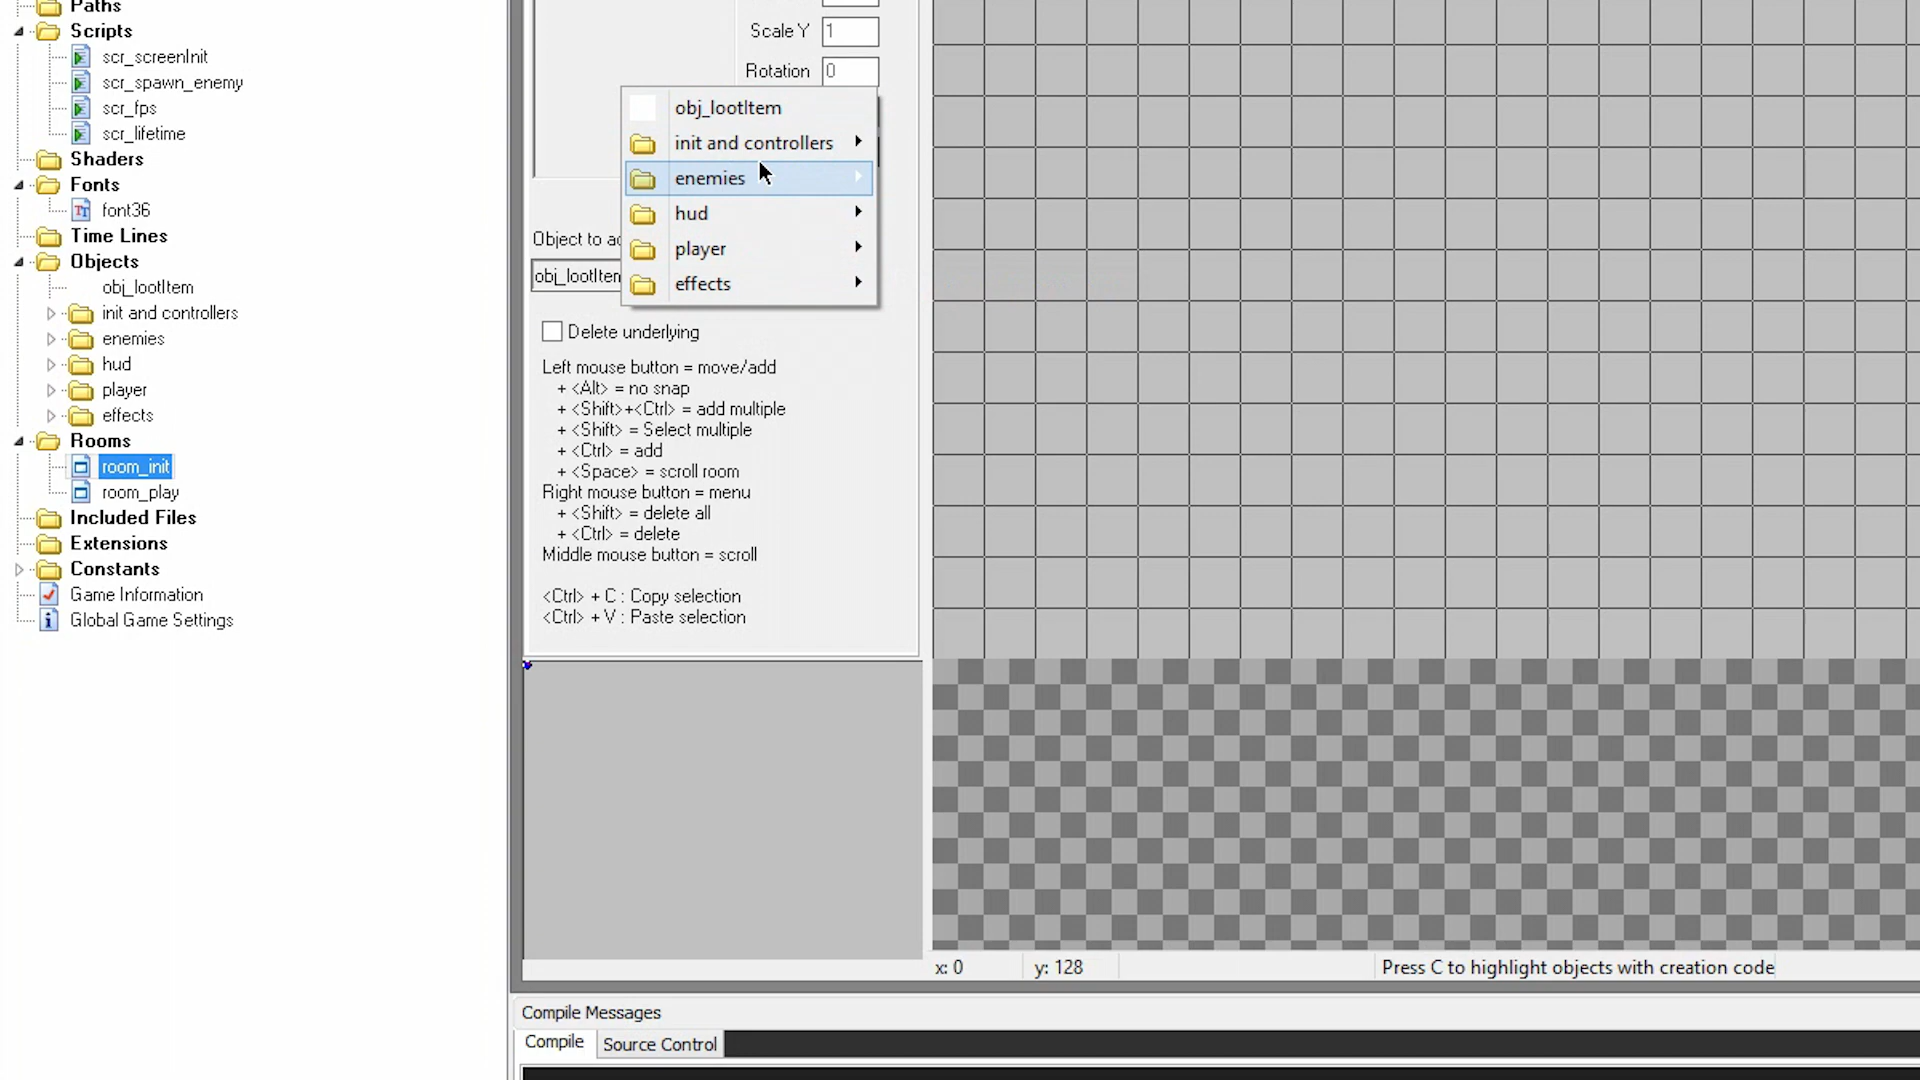 Paths
Scripts
scr_screenInit
scr_spawn_enemy
scr_fps
scr_lifetime
Shaders
Fonts
font36
Time Lines
Objects
obj_lootItem
init and controllers
enemies
hud
player
effects
Rooms
room_init
room_play
Included Files
Extensions
Constants
Game Information
Global Game Settings
Scale Y 1
Rotation 0
obj_lootItem
init and controllers
enemies
hud
player
effects
Object to
obj_lootItem
Delete underlying
Left mouse button = move/add
+ <Alt> = no snap
+ <Shift>+<Ctrl> = add multiple
+ <Shift> = Select multiple
+ <Ctrl> = add
+ <Space> = scroll room
Right mouse button = menu
+ <Shift> = delete all
+ <Ctrl> = delete
Middle mouse button = scroll
<Ctrl> + C : Copy selection
<Ctrl> + V : Paste selection
x: 0 y: 128 Press C to highlight objects with creation code
Compile Messages
Compile Source Control